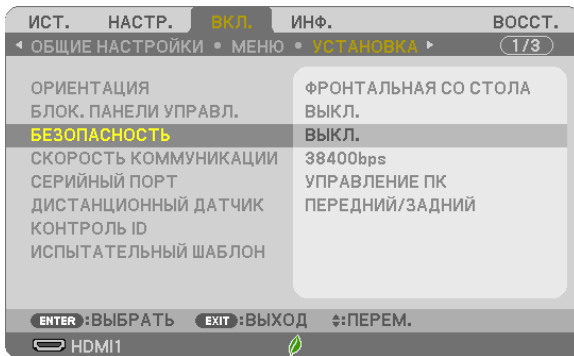 ИСТ. НАСТР. ВКЛ. ИНФ. ВОССТ.
ОБЩИЕ НАСТРОЙКИ • МЕНЮ • УСТАНОВКА 1/3
ОРИЕНТАЦИЯ ФРОНТАЛЬНАЯ СО СТОЛА
БЛОК. ПАНЕЛИ УПРАВЛ. ВЫКЛ.
БЕЗОПАСНОСТЬ ВЫКЛ.
СКОРОСТЬ КОММУНИКАЦИИ 38400bps
СЕРИЙНЫЙ ПОРТ УПРАВЛЕНИЕ ПК
ДИСТАНЦИОННЫЙ ДАТЧИК ПЕРЕДНИЙ/ЗАДНИЙ
КОНТРОЛЬ ID
ИСПЫТАТЕЛЬНЫЙ ШАБЛОН
ENTER :ВЫБРАТЬ EXIT :ВЫХОД :ПЕРЕМ.
HDMI1